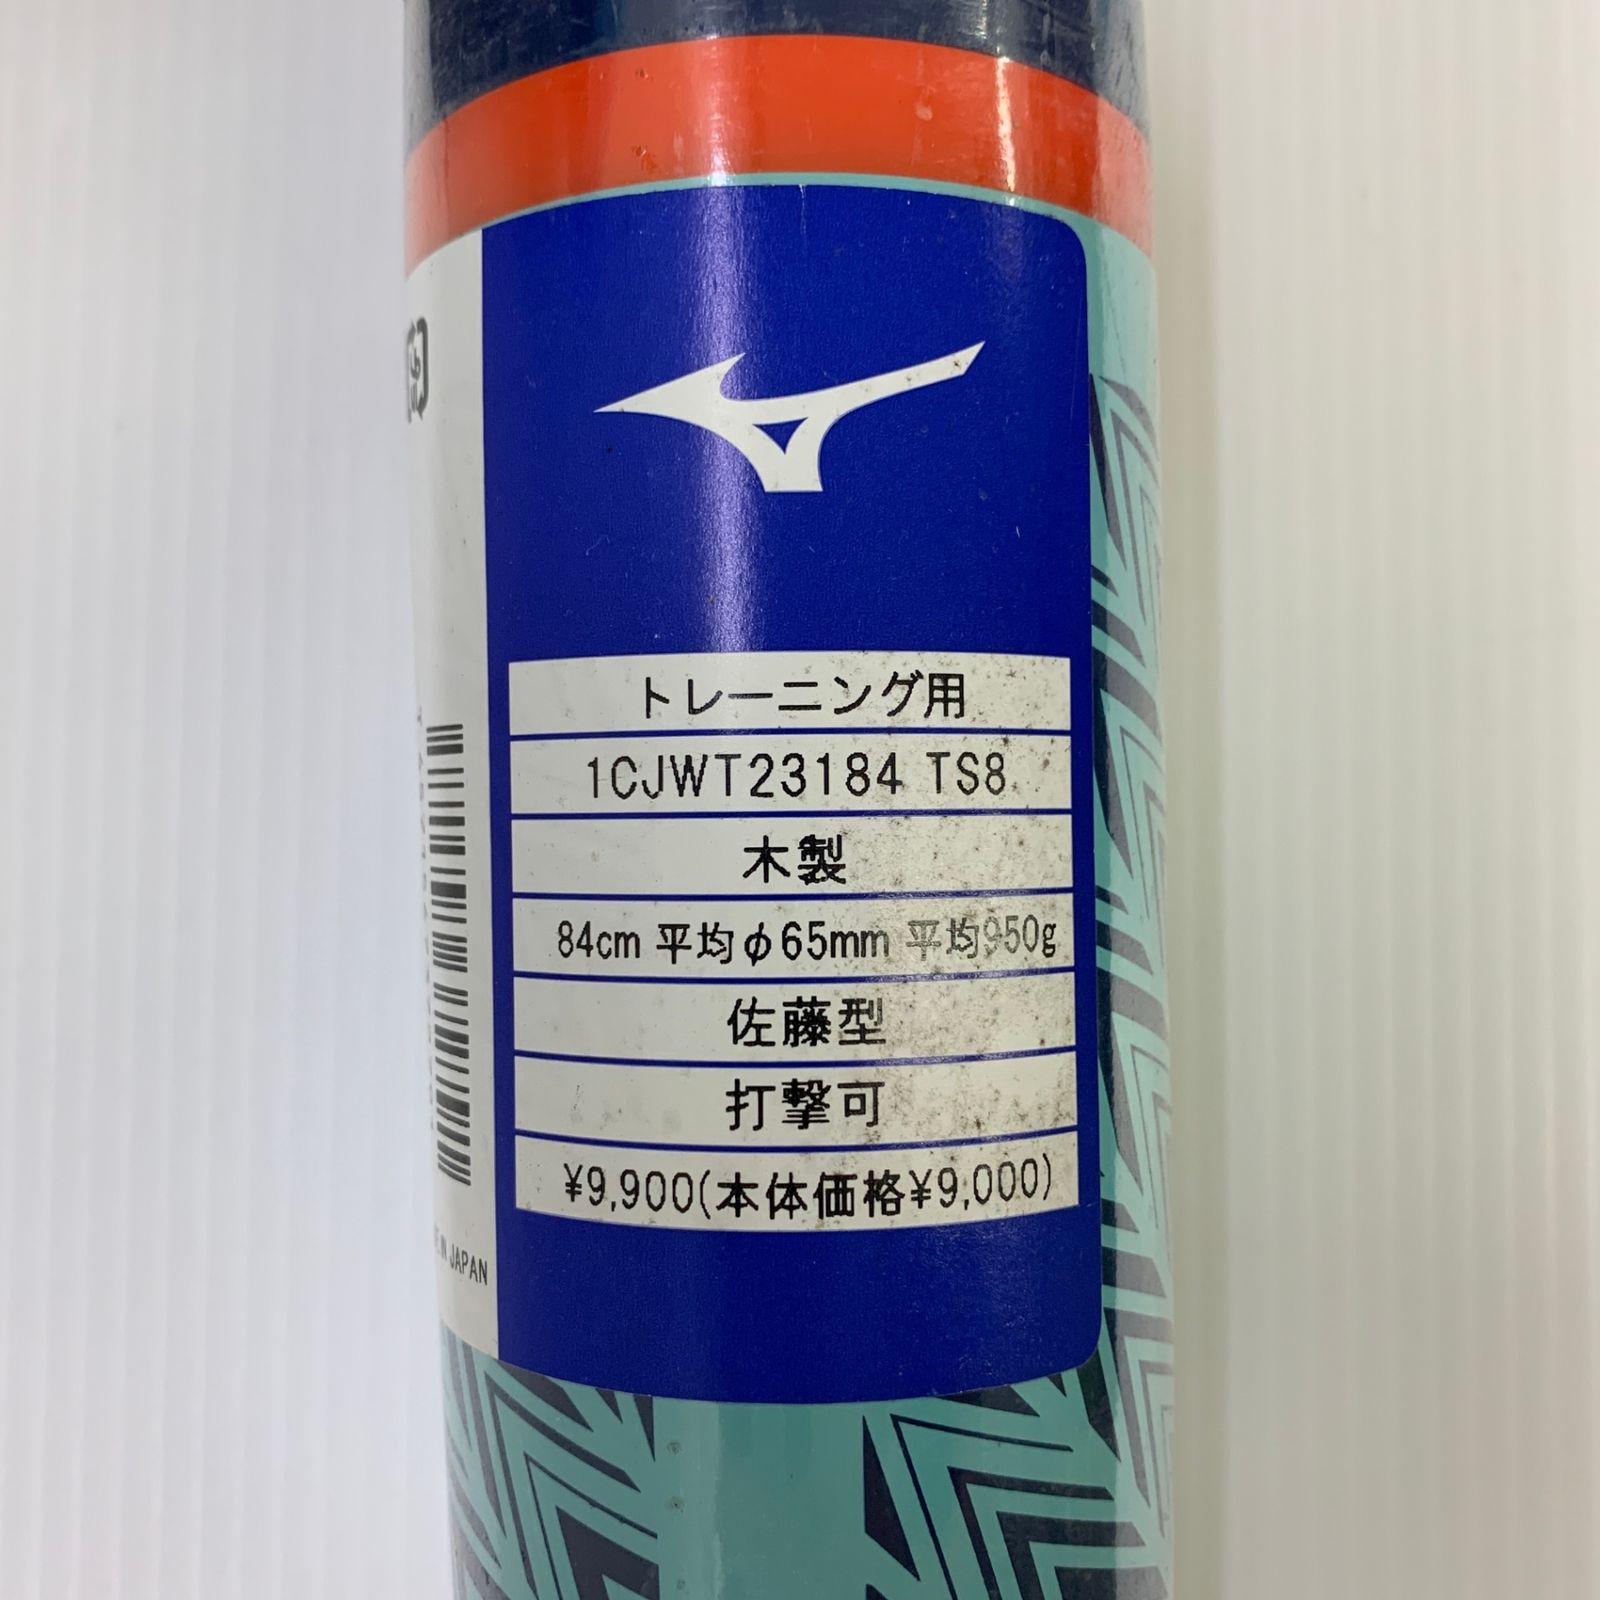 トレーニング用
1CJWT23184 TS8
木製
84cm 平均φ65mm 平均950g
佐藤型
打撃可
¥9,900(本体価格¥9,000)
IN JAPAN